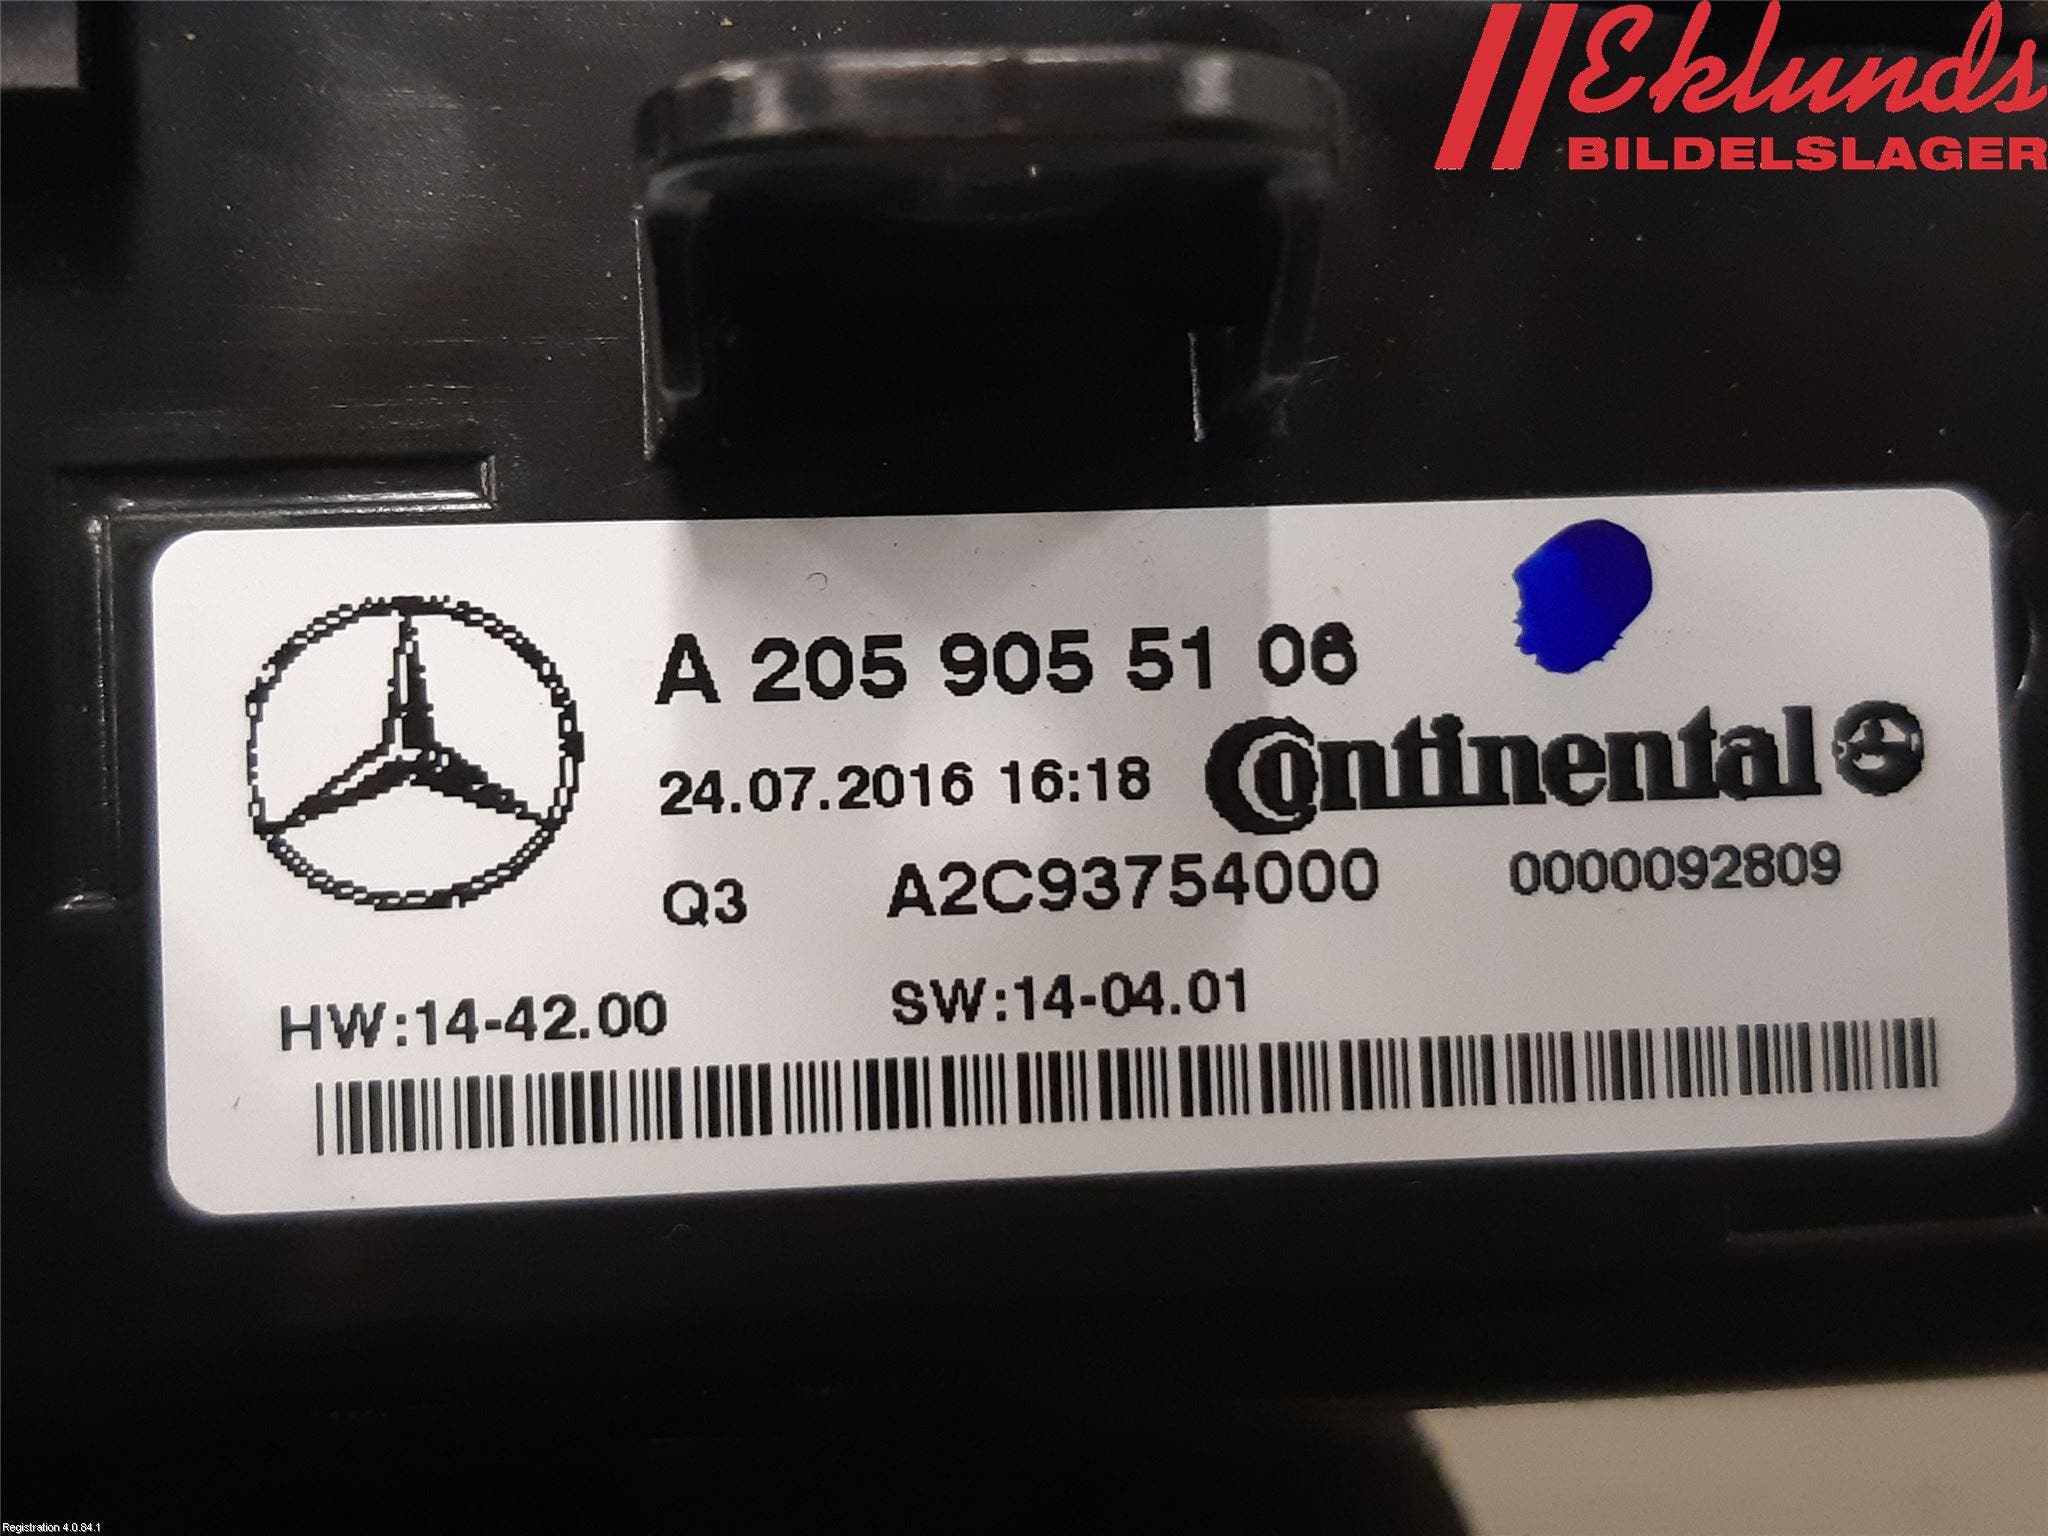 Eklunds
BILDELSLAGER
A 205 905 51 06
24.07.2016 16:18 Continental
Q3 A2C93754000 0000092809
HW:14-42.00 SW:14-04.01
Registration 4.0.84.1